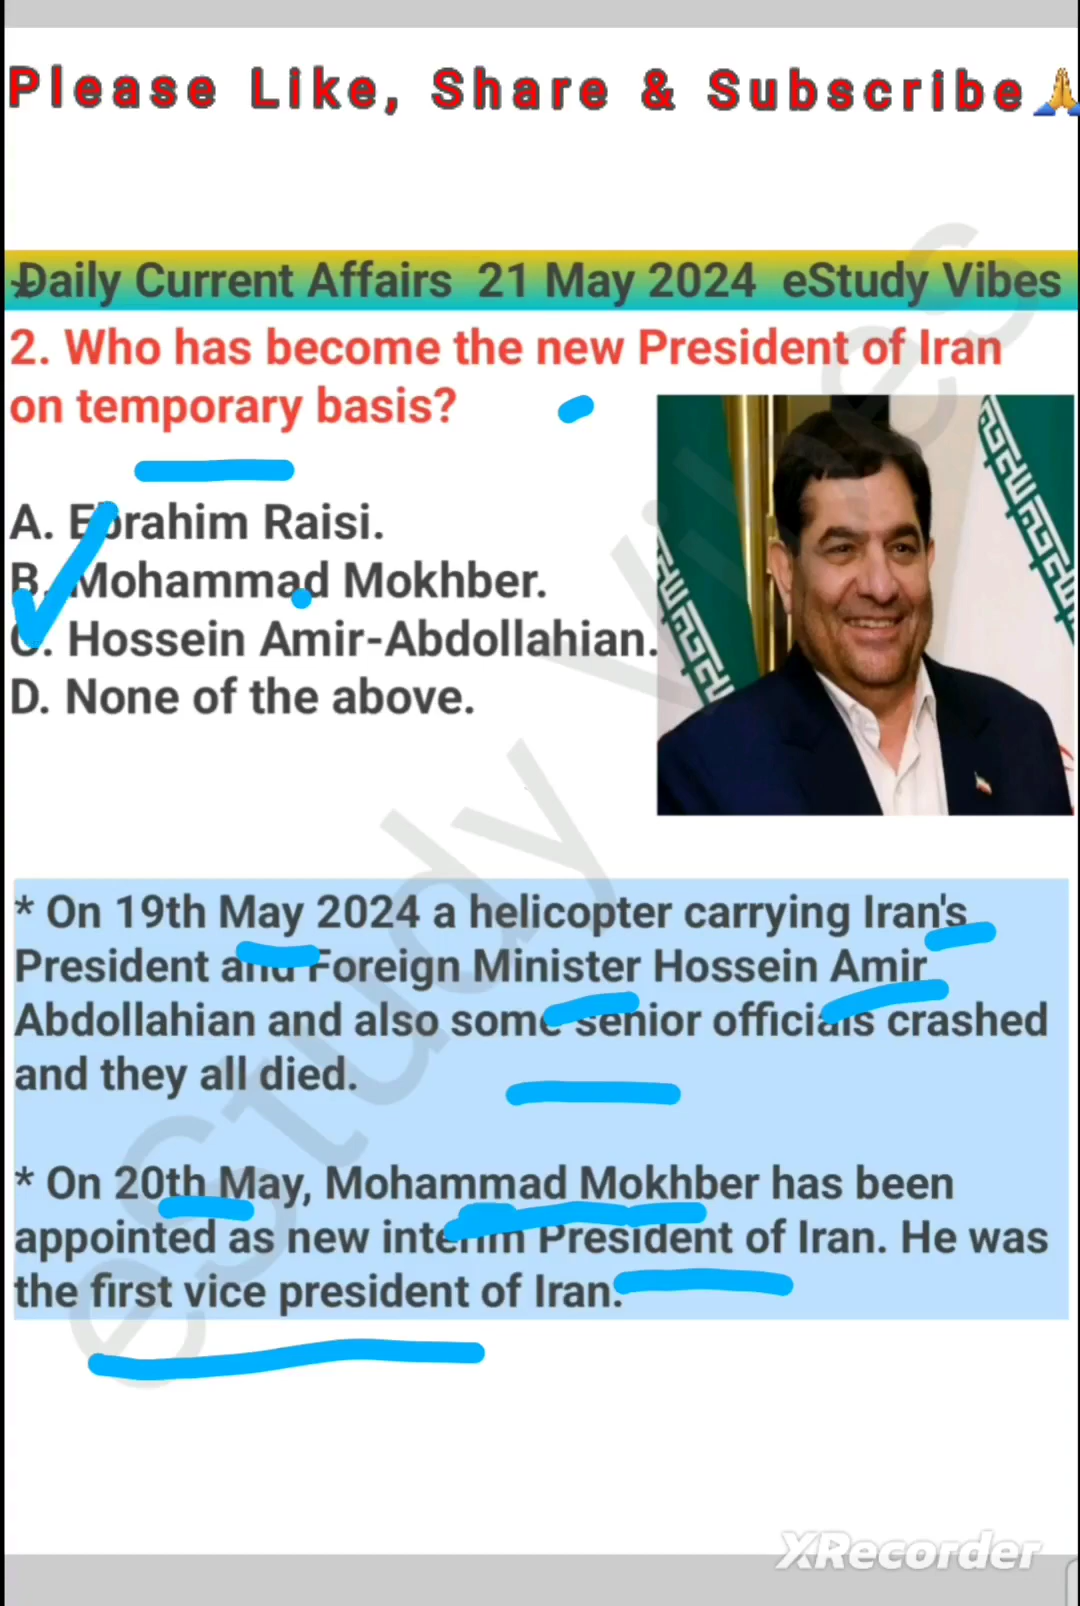 Please Like, Share & Subscribe🙏
Daily Current Affairs 21 May 2024 eStudy Vibes
2. Who has become the new President of Iran
on temporary basis?
A. Ebrahim Raisi.
B. Mohammad Mokhber.
C. Hossein Amir-Abdollahian.
D. None of the above.
* On 19th May 2024 a helicopter carrying Iran's
President and Foreign Minister Hossein Amir
Abdollahian and also some senior officials crashed
and they all died.
* On 20th May, Mohammad Mokhber has been
appointed as new interim President of Iran. He was
the first vice president of Iran.
eStudy Vibes
XRecorder